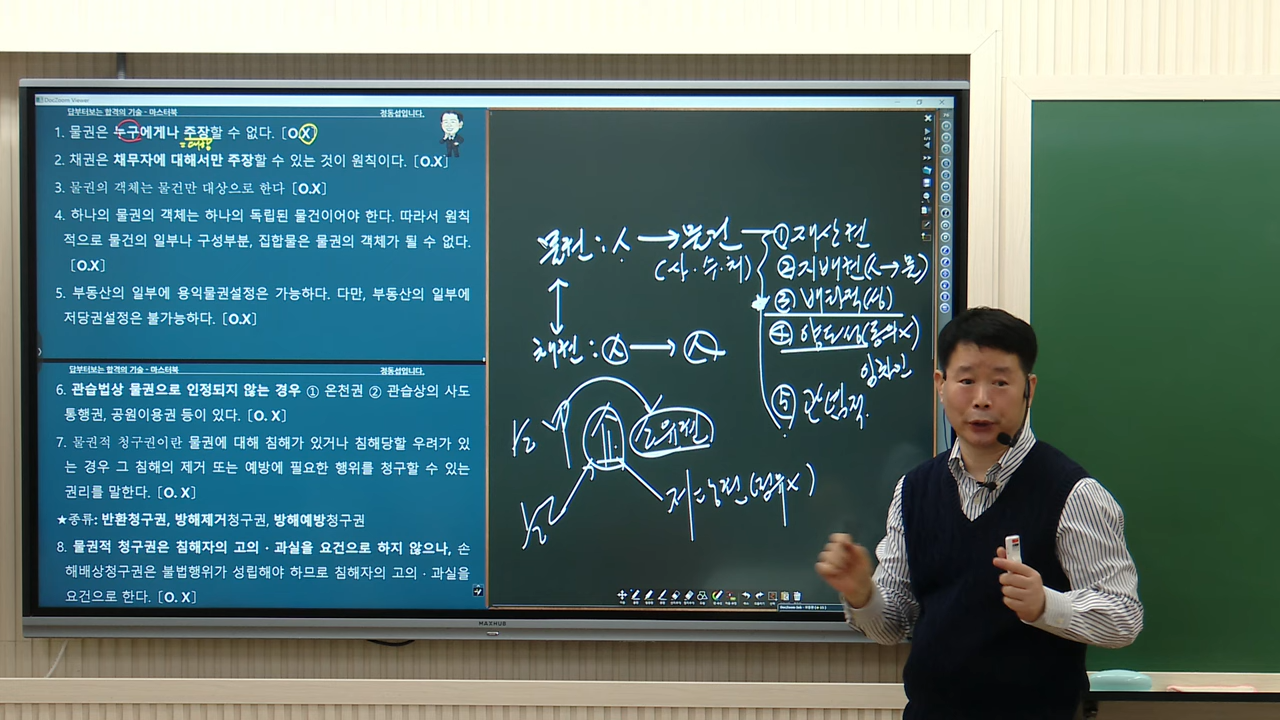 DocZoom Viewer
답부터보는 합격의 기술 - 마스터북
정동섭입니다.
1. 물권은 누구에게나 주장할 수 없다. [O.X]
=대항
2. 채권은 채무자에 대해서만 주장할 수 있는 것이 원칙이다. [O.X]
3. 물권의 객체는 물건만 대상으로 한다 [O.X]
4. 하나의 물권의 객체는 하나의 독립된 물건이어야 한다. 따라서 원칙
적으로 물건의 일부나 구성부분, 집합물은 물권의 객체가 될 수 없다.
[O.X]
5. 부동산의 일부에 용익물권설정은 가능하다. 다만, 부동산의 일부에
저당권설정은 불가능하다. [O.X]
답부터보는 합격의 기술 - 마스터북
정동섭입니다.
6. 관습법상 물권으로 인정되지 않는 경우 ① 온천권 ② 관습상의 사도
통행권, 공원이용권 등이 있다. [O. X]
7. 물권적 청구권이란 물권에 대해 침해가 있거나 침해당할 우려가 있
는 경우 그 침해의 제거 또는 예방에 필요한 행위를 청구할 수 있는
권리를 말한다. [O. X]
★종류: 반환청구권, 방해제거청구권, 방해예방청구권
8. 물권적 청구권은 침해자의 고의 · 과실을 요건으로 하지 않으나, 손
해배상청구권은 불법행위가 성립해야 하므로 침해자의 고의 · 과실을
요건으로 한다. [O. X]
물권 : 人 → 물건
(사·수·처)
① 재산권
② 지배권(人→물)
③ 배타적(성)
④ 양도성(동의X)
임차인
⑤ 관념적.
채권 : 人 → 人
소유권
저당권(점유X)
MAXHUB